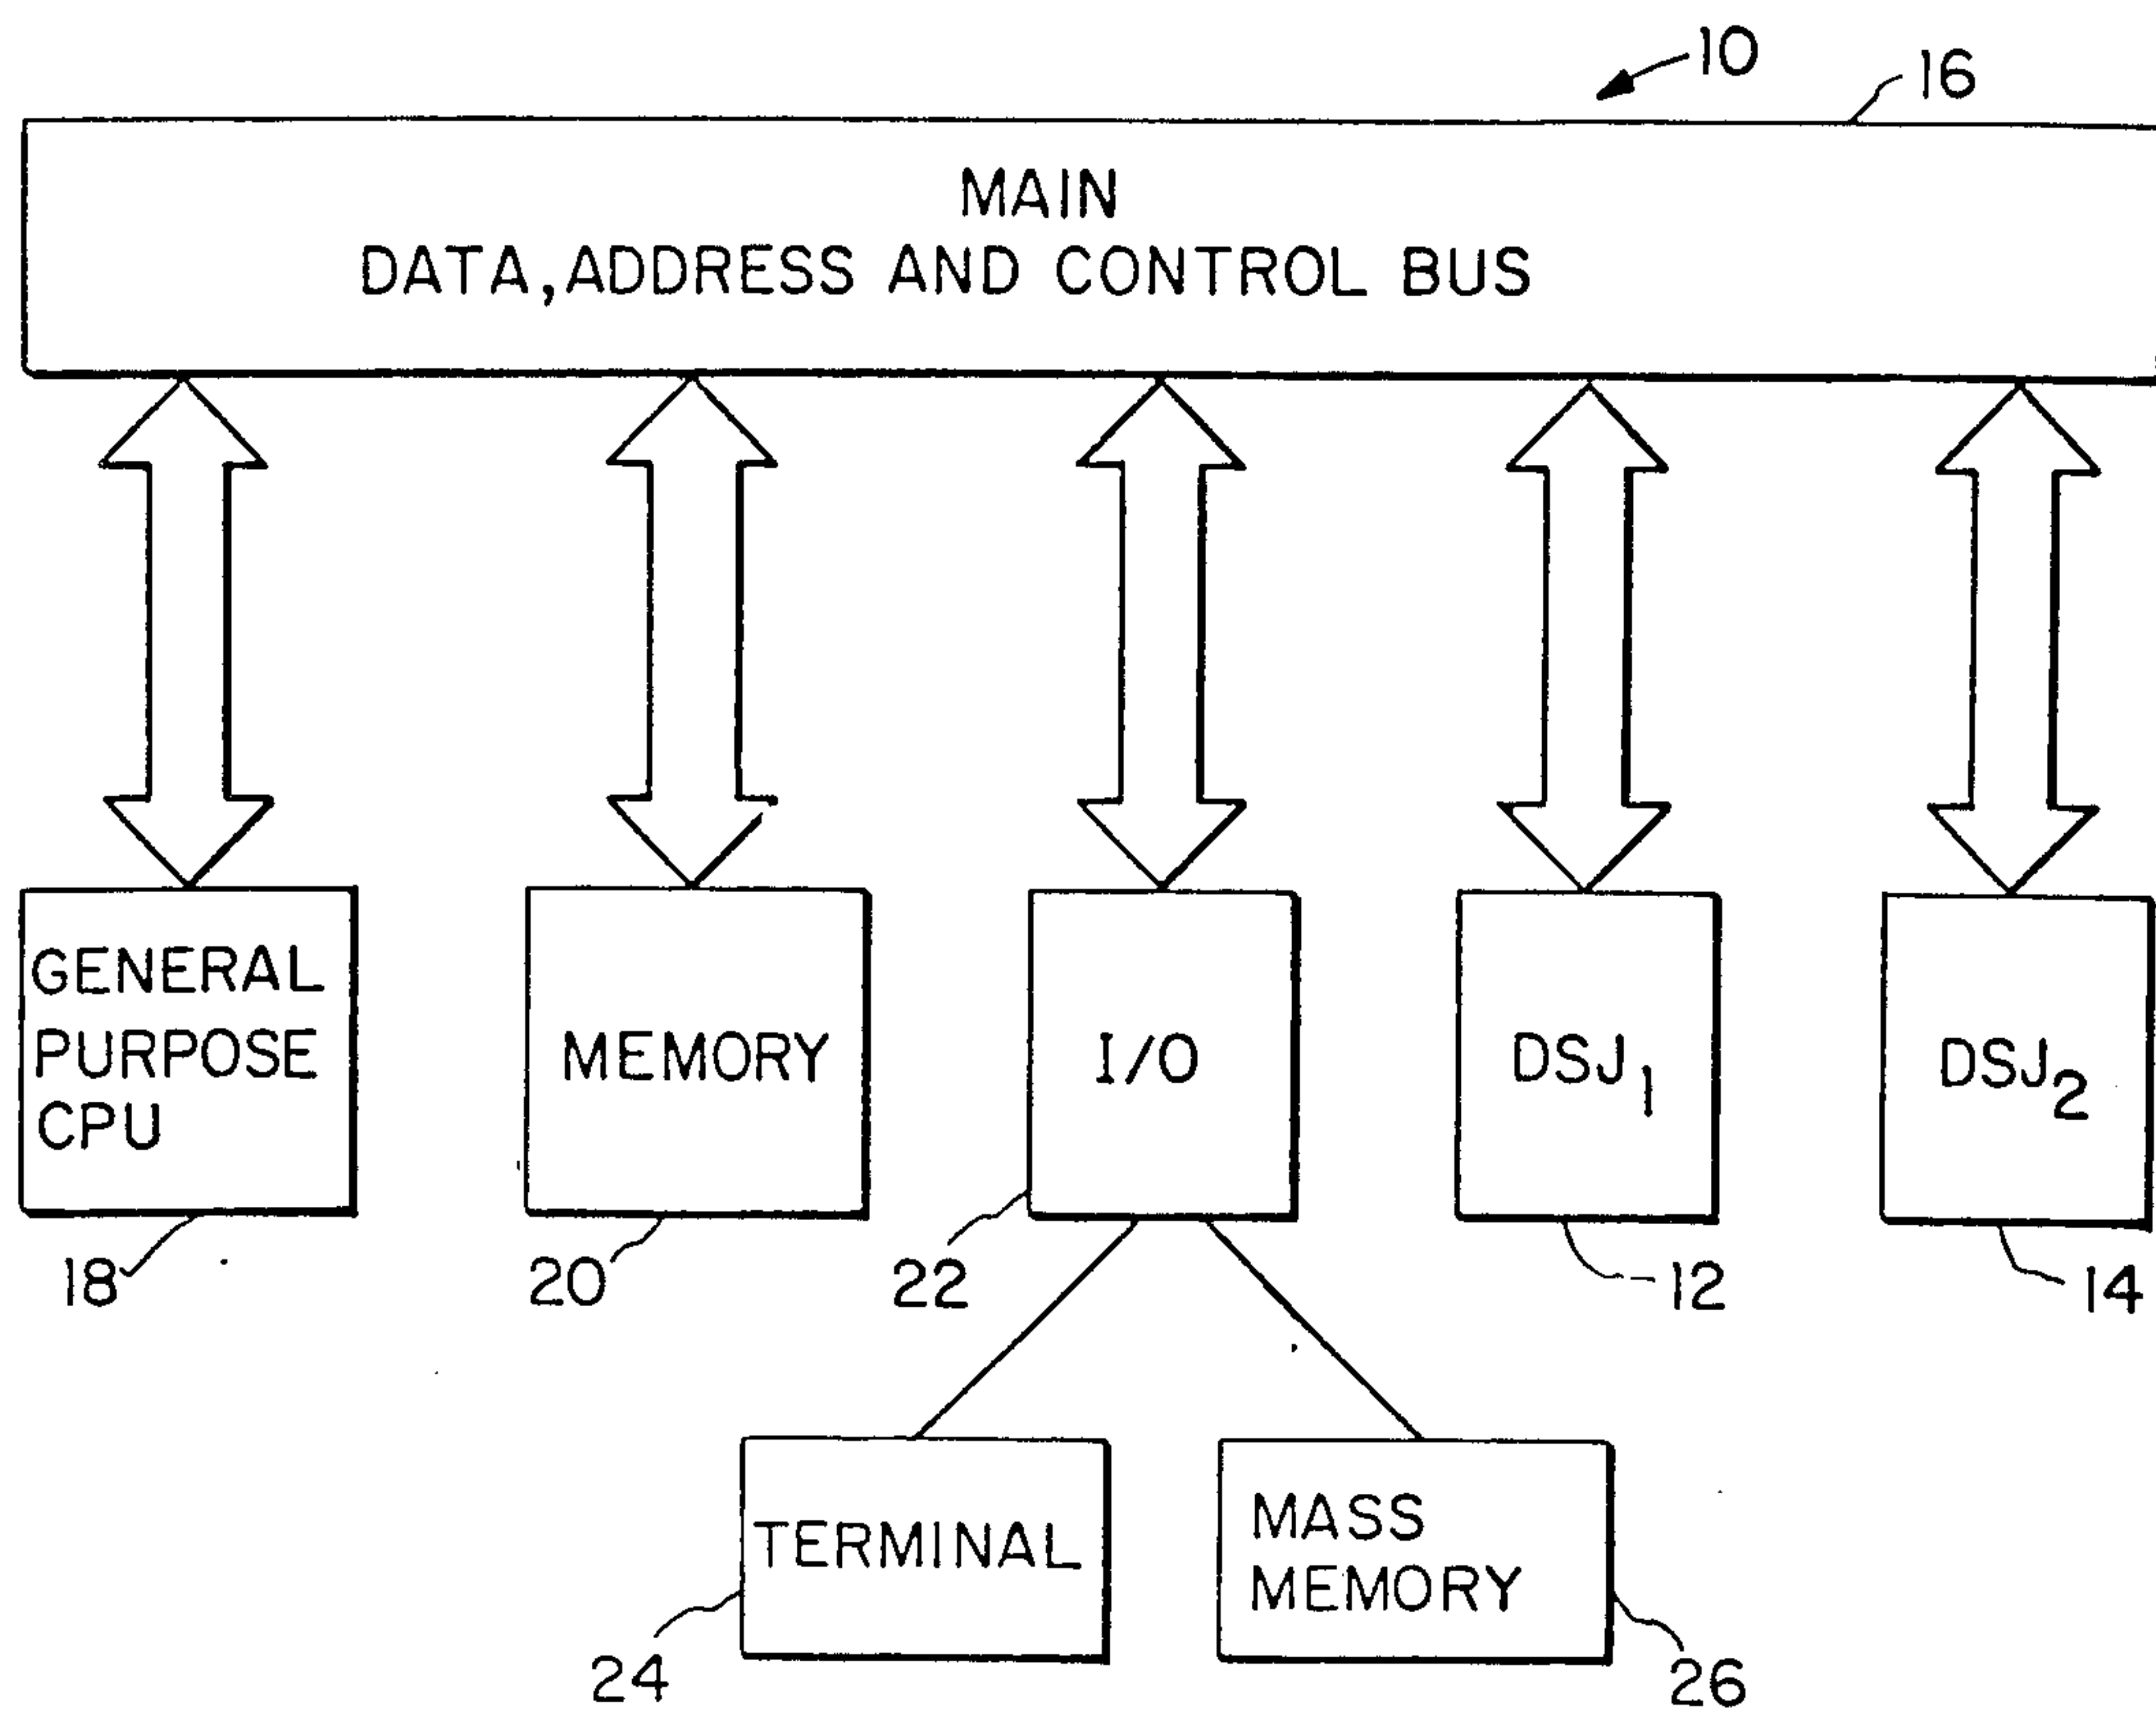 10
16
MAIN
DATA, ADDRESS AND CONTROL BUS
GENERAL
PURPOSE
CPU
MEMORY
I/O
DSJ1
DSJ2
18
20
22
12
14
TERMINAL
MASS
MEMORY
24
26